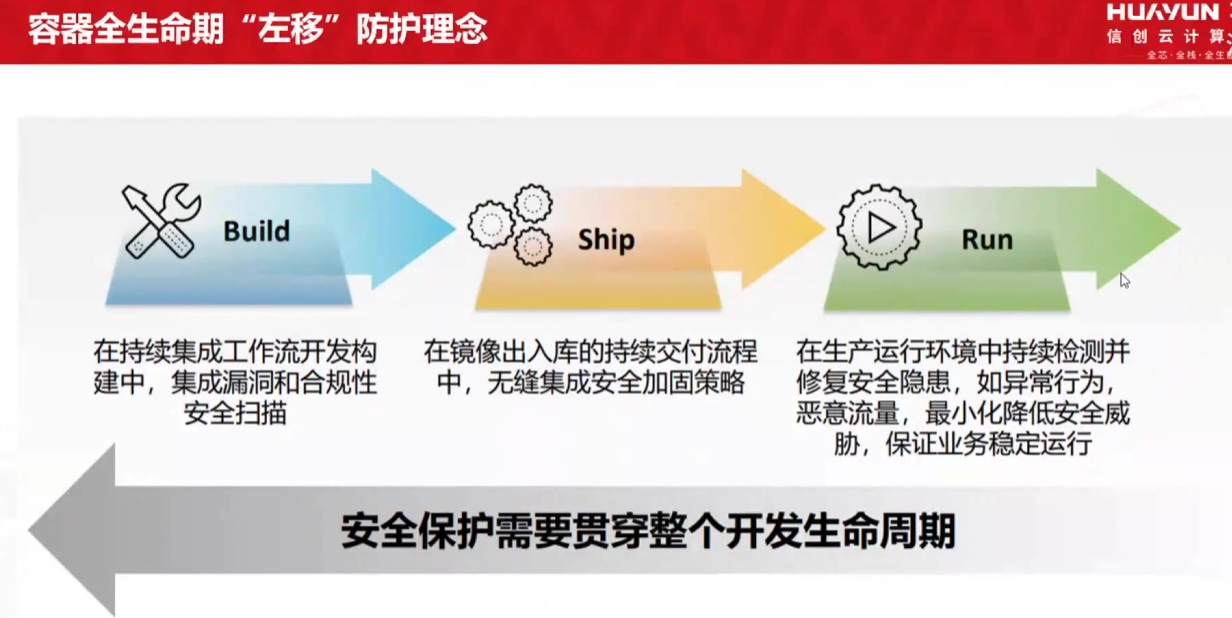 容器全生命期“左移”防护理念
HUAYUN
信创云计算
全芯·全栈·全生
Build
Ship
Run
在持续集成工作流开发构
建中，集成漏洞和合规性
安全扫描
在镜像出入库的持续交付流程
中，无缝集成安全加固策略
在生产运行环境中持续检测并
修复安全隐患，如异常行为，
恶意流量，最小化降低安全威
胁，保证业务稳定运行
安全保护需要贯穿整个开发生命周期